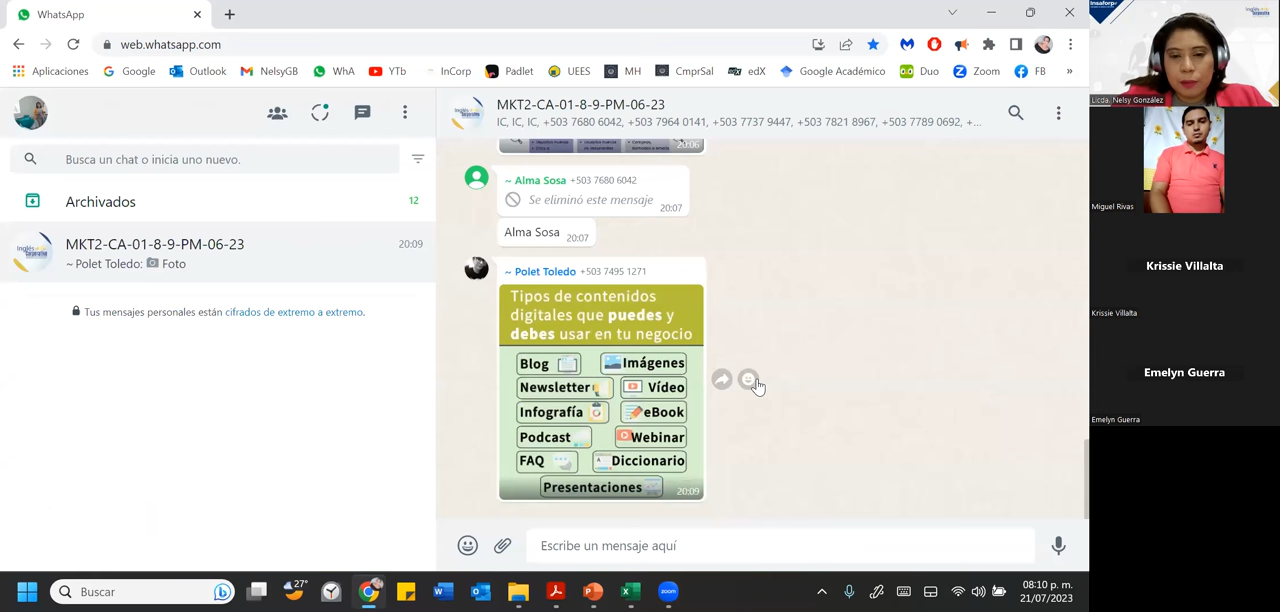 WhatsApp
web.whatsapp.com
Aplicaciones
Google
Outlook
NelsyGB
WhA
YTb
InCorp
Padlet
UEES
MH
CmprSal
edX
Google Académico
Duo
Zoom
FB
»
MKT2-CA-01-8-9-PM-06-23
IC, IC, IC, +503 7680 6042, +503 7964 0141, +503 7737 9447, +503 7821 8967, +503 7789 0692, +...
Busca un chat o inicia uno nuevo.
Archivados
12
MKT2-CA-01-8-9-PM-06-23
20:09
~ Polet Toledo: Foto
Tus mensajes personales están cifrados de extremo a extremo.
20:06
~ Alma Sosa +503 7680 6042
Se eliminó este mensaje
20:07
Alma Sosa 20:07
~ Polet Toledo +503 7495 1271
Tipos de contenidos
digitales que puedes y
debes usar en tu negocio
Blog
Imágenes
Newsletter
Vídeo
Infografía
eBook
Podcast
Webinar
FAQ
Diccionario
Presentaciones
20:09
Escribe un mensaje aquí
Buscar
27°
zoom
08:10 p. m.
21/07/2023
Insaforp
Licda. Nelsy González
Miguel Rivas
Krissie Villalta
Krissie Villalta
Emelyn Guerra
Emelyn Guerra